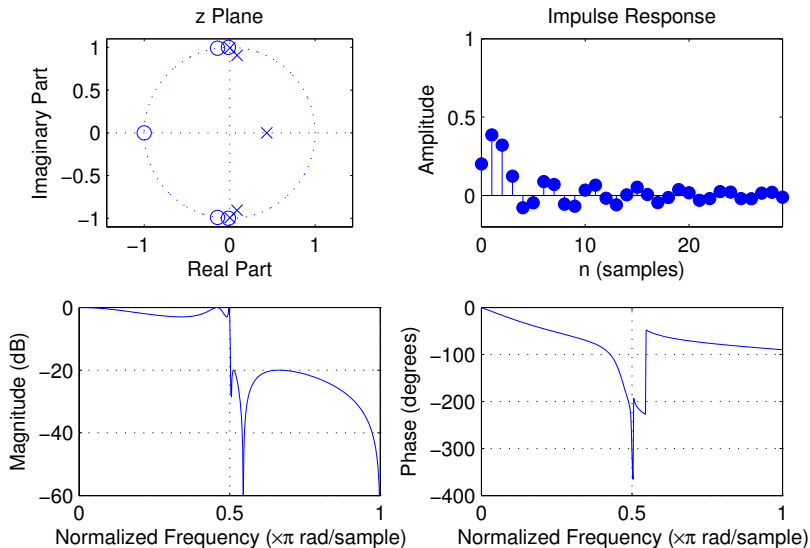 z Plane
1
0.5
0
−0.5
−1
Imaginary Part
−1
0
1
Real Part
Impulse Response
1
0.5
0
Amplitude
0
10
20
n (samples)
0
−20
−40
−60
Magnitude (dB)
0
0.5
1
Normalized Frequency (×π rad/sample)
0
−100
−200
−300
−400
Phase (degrees)
0
0.5
1
Normalized Frequency (×π rad/sample)